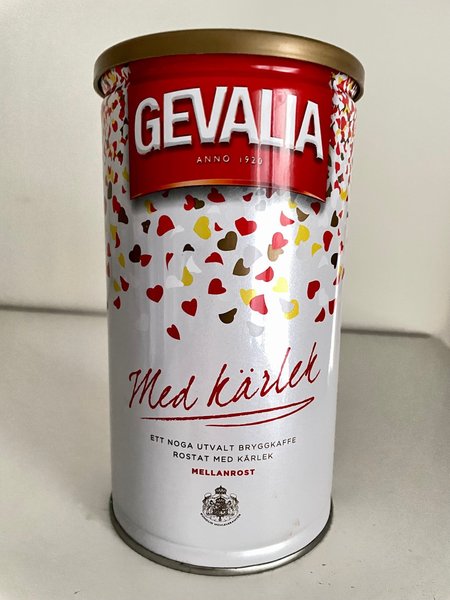 GEVALIA
ANNO 1920
Med kärlek
ETT NOGA UTVALT BRYGGKAFFE
ROSTAT MED KÄRLEK
MELLANROST